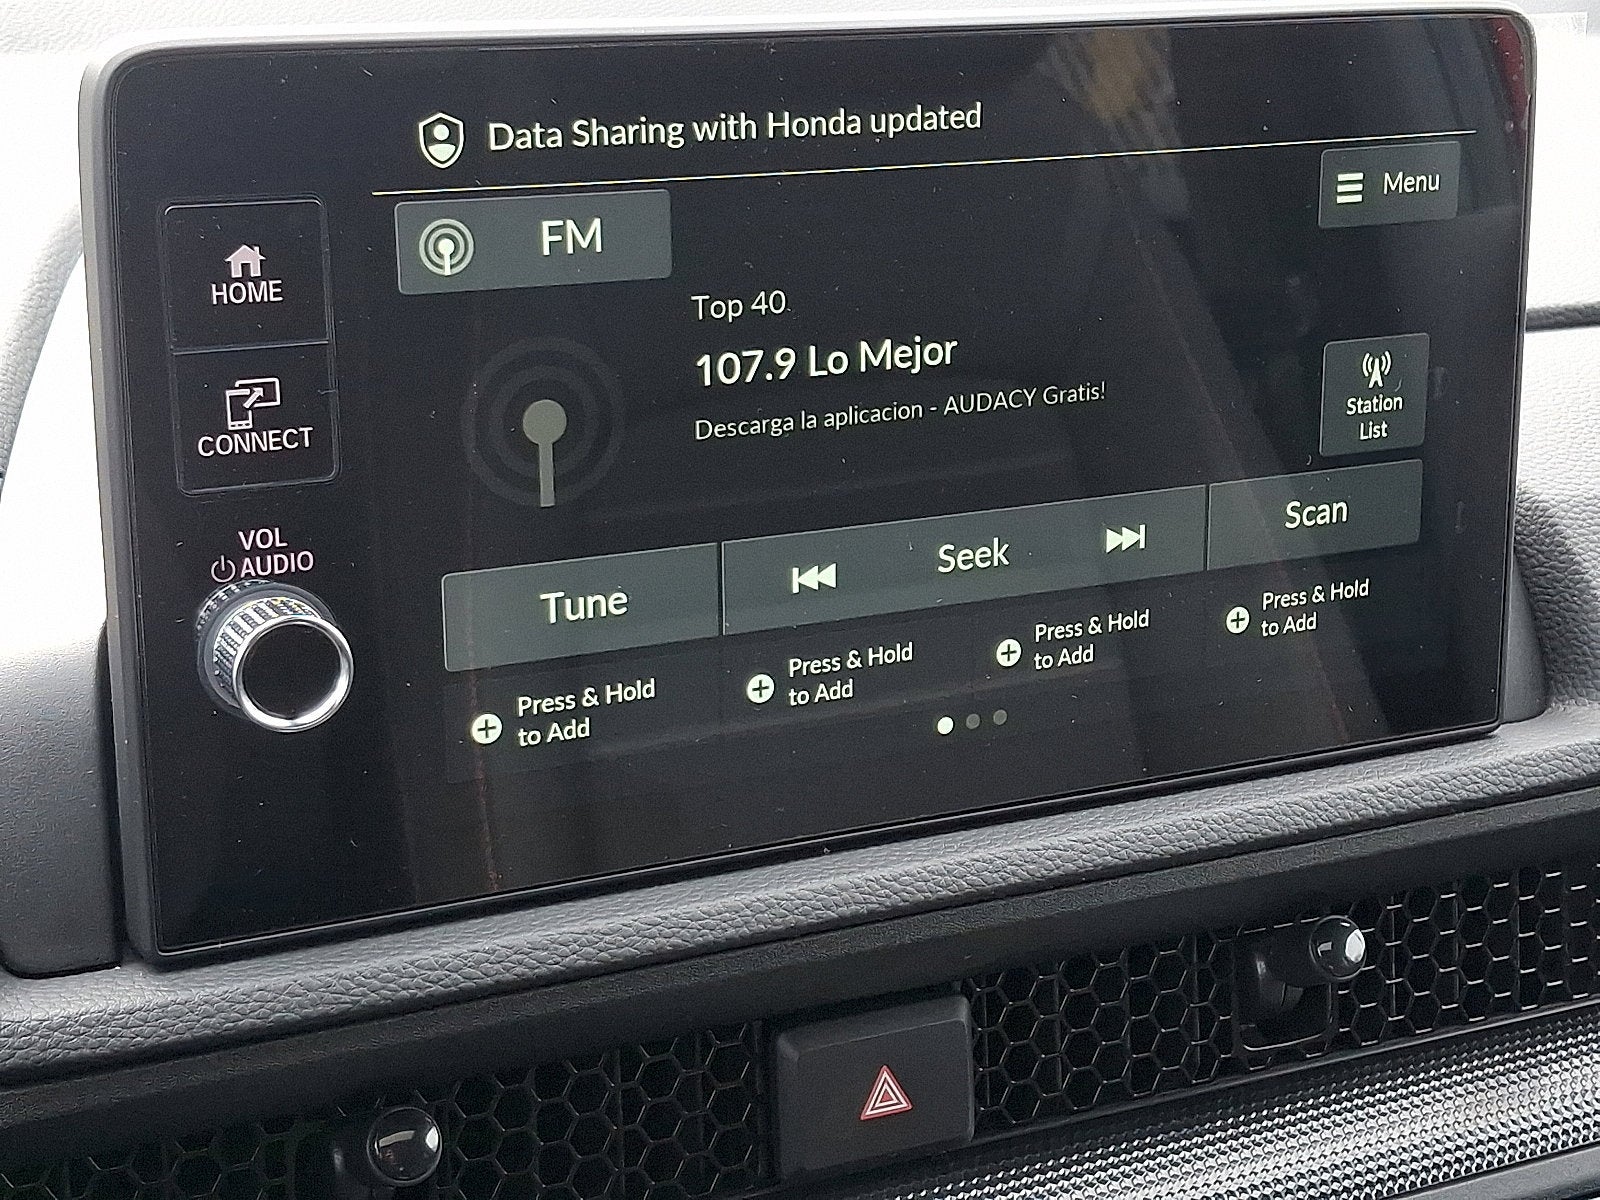 Data Sharing with Honda updated
FM
Menu
HOME
Top 40
107.9 Lo Mejor
Descarga la aplicacion - AUDACY Gratis!
Station
List
CONNECT
VOL
AUDIO
Tune
Seek
Scan
Press & Hold
to Add
Press & Hold
to Add
Press & Hold
to Add
Press & Hold
to Add